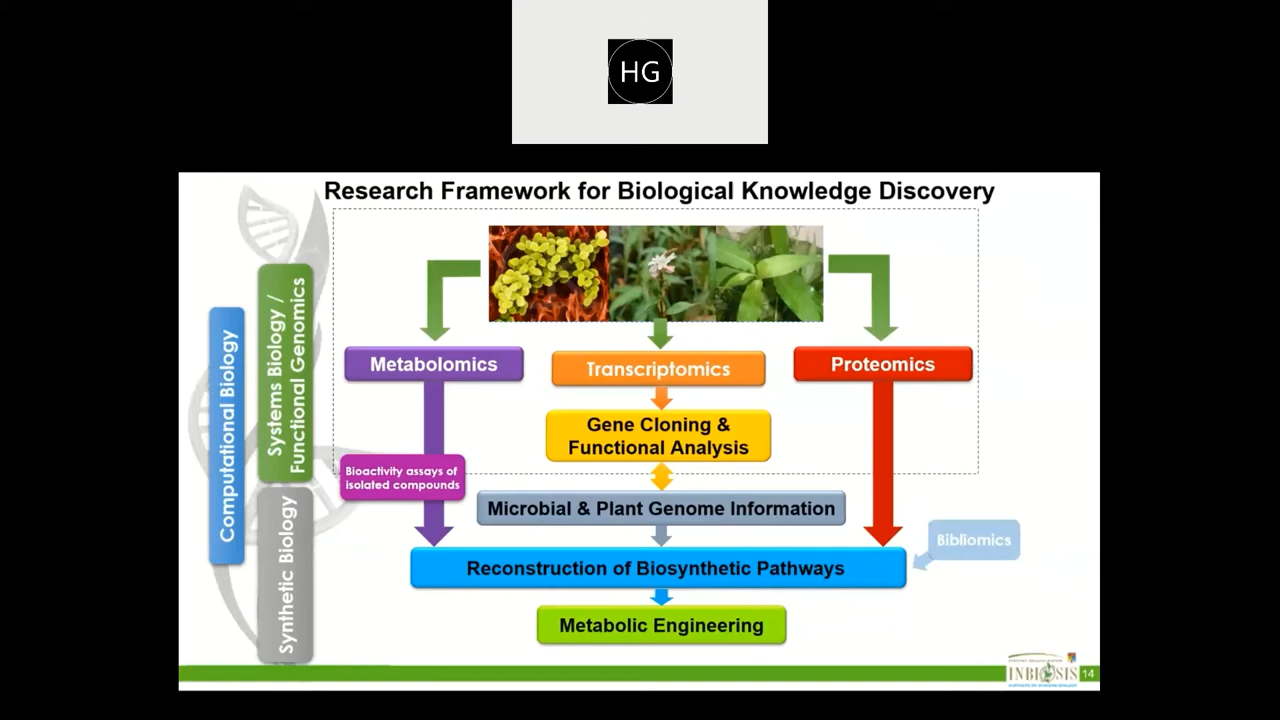 HG
Research Framework for Biological Knowledge Discovery
Computational Biology
Systems Biology /
Functional Genomics
Synthetic Biology
Metabolomics
Transcriptomics
Proteomics
Gene Cloning &
Functional Analysis
Bioactivity assays of
isolated compounds
Microbial & Plant Genome Information
Bibliomics
Reconstruction of Biosynthetic Pathways
Metabolic Engineering
INBIOSIS
14